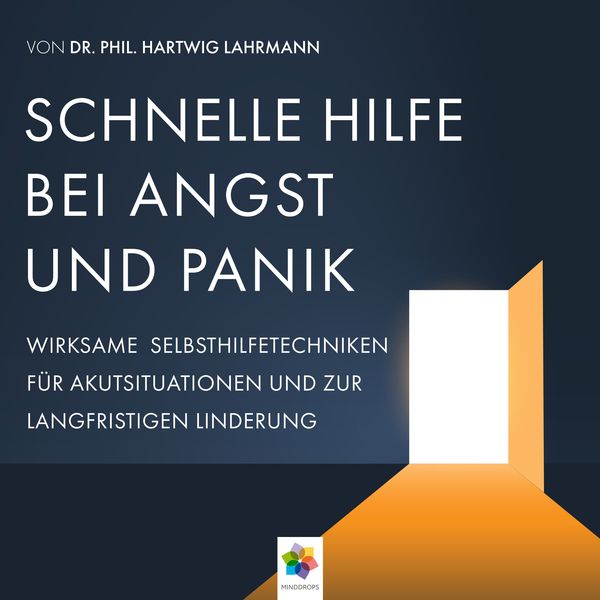 VON DR. PHIL. HARTWIG LAHRMANN
SCHNELLE HILFE
BEI ANGST
UND PANIK
WIRKSAME SELBSTHILFETECHNIKEN
FÜR AKUTSITUATIONEN UND ZUR
LANGFRISTIGEN LINDERUNG
MINDDROPS